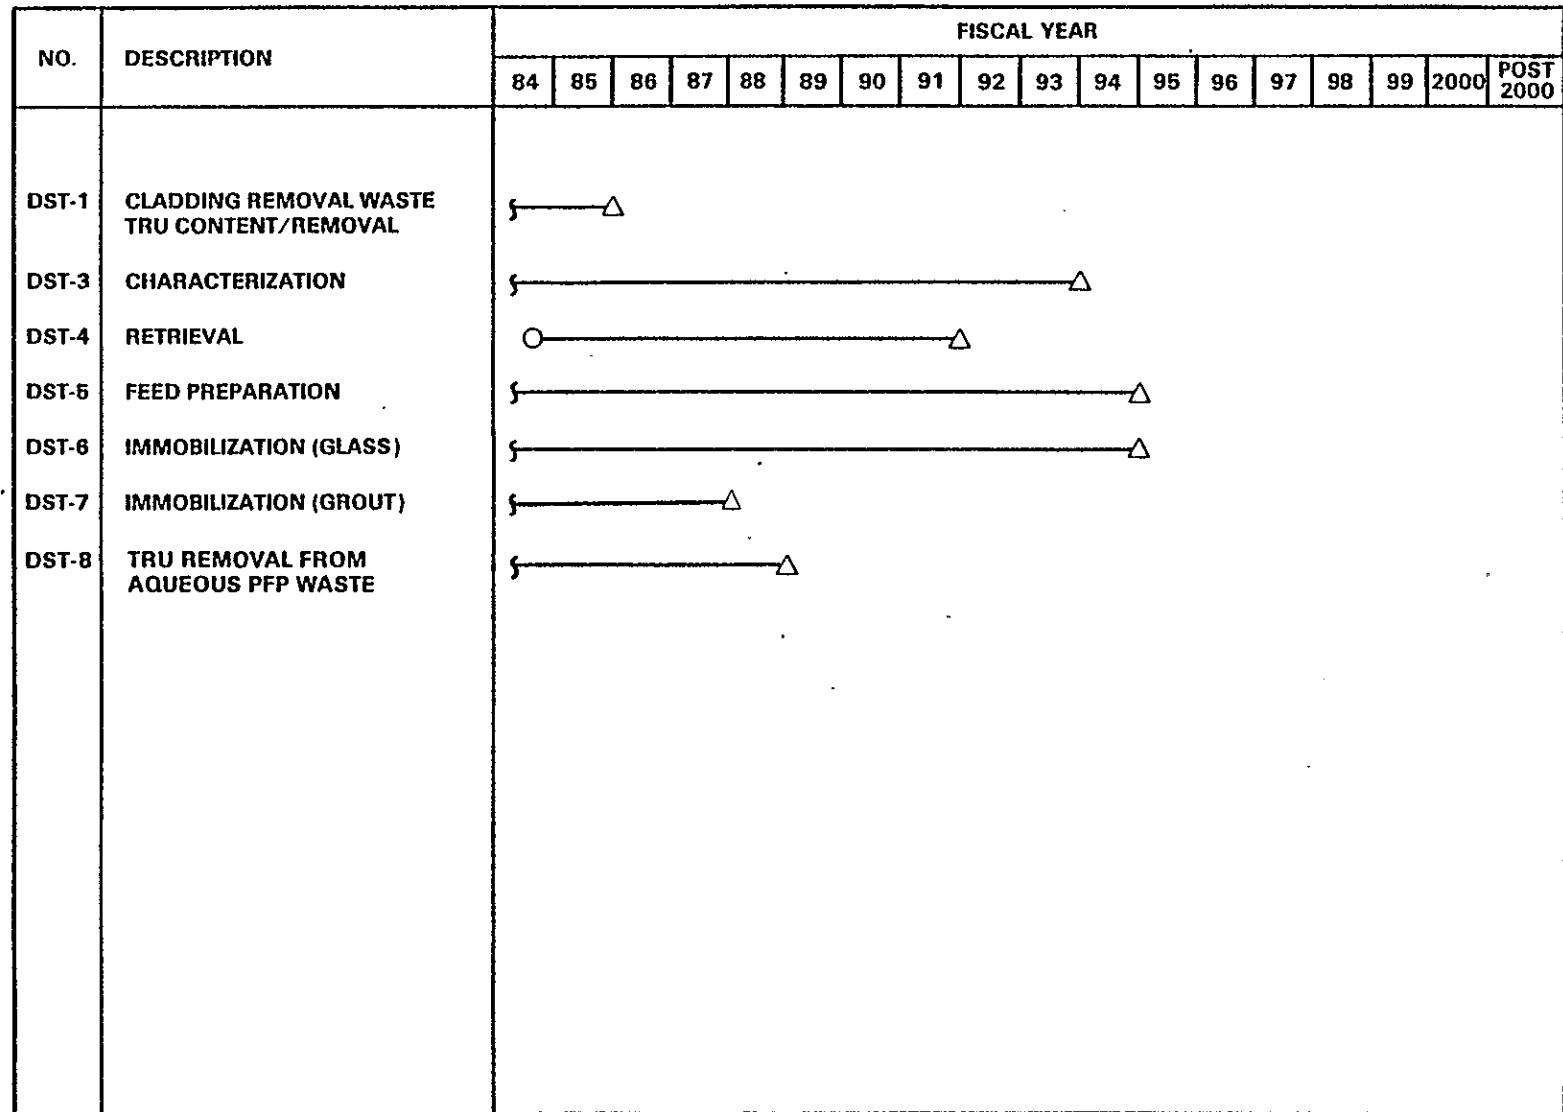 FISCAL YEAR
NO. DESCRIPTION
84 85 86 87 88 89 90 91 92 93 94 95 96 97 98 99 2000 POST 2000
DST-1 CLADDING REMOVAL WASTE
TRU CONTENT/REMOVAL
DST-3 CHARACTERIZATION
DST-4 RETRIEVAL
DST-5 FEED PREPARATION
DST-6 IMMOBILIZATION (GLASS)
DST-7 IMMOBILIZATION (GROUT)
DST-8 TRU REMOVAL FROM
AQUEOUS PFP WASTE